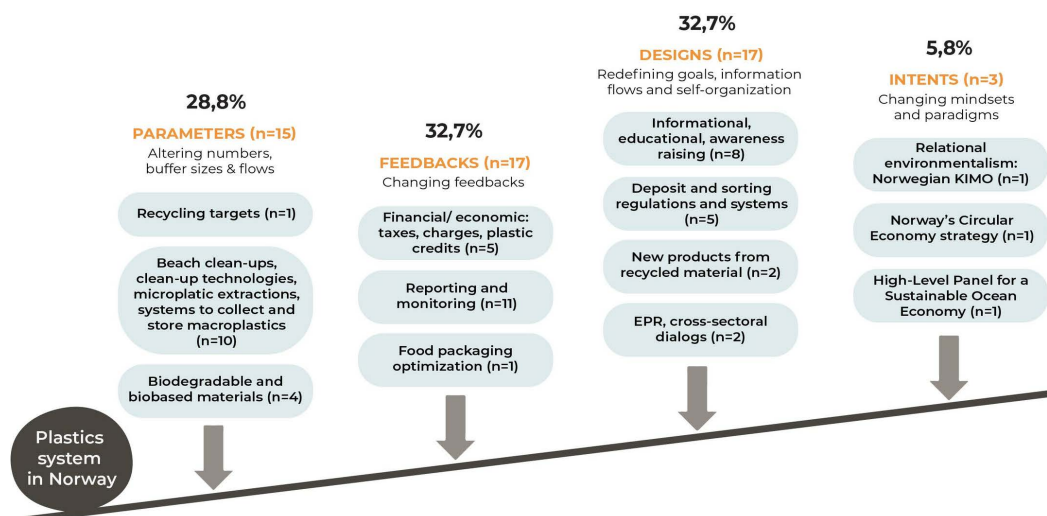 28,8%
PARAMETERS (n=15)
Altering numbers,
buffer sizes & flows
Recycling targets (n=1)
Beach clean-ups,
clean-up technologies,
microplatic extractions,
systems to collect and
store macroplastics
(n=10)
Biodegradable and
biobased materials (n=4)
32,7%
FEEDBACKS (n=17)
Changing feedbacks
Financial/ economic:
taxes, charges, plastic
credits (n=5)
Reporting and
monitoring (n=11)
Food packaging
optimization (n=1)
32,7%
DESIGNS (n=17)
Redefining goals, information
flows and self-organization
Informational,
educational, awareness
raising (n=8)
Deposit and sorting
regulations and systems
(n=5)
New products from
recycled material (n=2)
EPR, cross-sectoral
dialogs (n=2)
5,8%
INTENTS (n=3)
Changing mindsets
and paradigms
Relational
environmentalism:
Norwegian KIMO (n=1)
Norway's Circular
Economy strategy (n=1)
High-Level Panel for a
Sustainable Ocean
Economy (n=1)
Plastics
system
in Norway